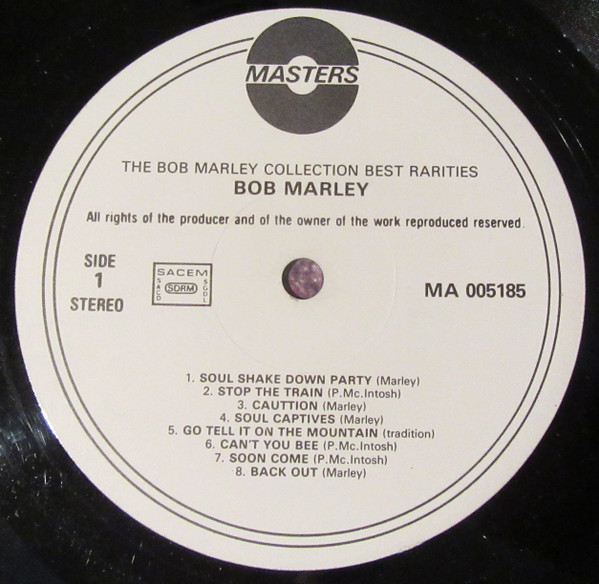 MASTERS
THE BOB MARLEY COLLECTION BEST RARITIES
BOB MARLEY
All rights of the producer and of the owner of the work reproduced reserved.
SIDE
1
STEREO
SACEM
SACD
SDRM
SGDL
MA 005185
1. SOUL SHAKE DOWN PARTY (Marley)
2. STOP THE TRAIN (P.Mc.Intosh)
3. CAUTTION (Marley)
4. SOUL CAPTIVES (Marley)
5. GO TELL IT ON THE MOUNTAIN (tradition)
6. CAN'T YOU BEE (P.Mc.Intosh)
7. SOON COME (P.Mc.Intosh)
8. BACK OUT (Marley)